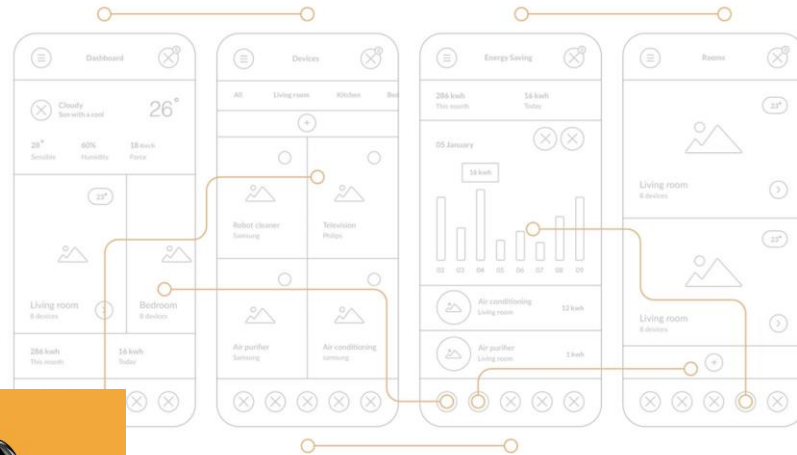 Dashboard
Cloudy
Sun with a cool
26°
28° 60% 18 km/h
Sensible Humidity Force
23°
Living room
8 devices
Bedroom
8 devices
286 kwh 16 kwh
This month Today
Devices
All Living room Kitchen
Robot cleaner
Samsung
Television
Philips
Air purifier
Samsung
Air conditioning
samsung
Energy Saving
286 kwh 16 kwh
This month Today
05 January
16 kwh
02 03 04 05 06 07 08 09
Air conditioning
Living room
12 kwh
Air purifier
Living room
1 kwh
Rooms
23°
Living room
8 devices
23°
Living room
8 devices